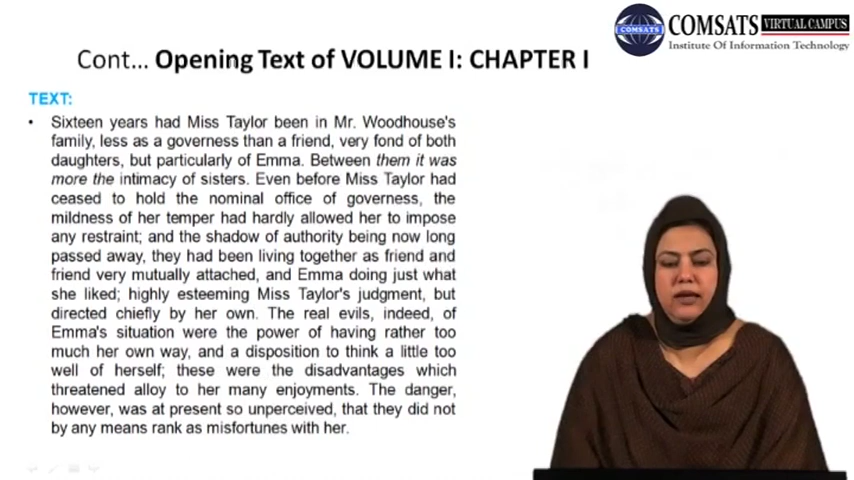 COMSATS VIRTUAL CAMPUS
COMSATS
Institute Of Information Technology
Cont… Opening Text of VOLUME I: CHAPTER I
TEXT:
• Sixteen years had Miss Taylor been in Mr. Woodhouse's
family, less as a governess than a friend, very fond of both
daughters, but particularly of Emma. Between them it was
more the intimacy of sisters. Even before Miss Taylor had
ceased to hold the nominal office of governess, the
mildness of her temper had hardly allowed her to impose
any restraint; and the shadow of authority being now long
passed away, they had been living together as friend and
friend very mutually attached, and Emma doing just what
she liked; highly esteeming Miss Taylor's judgment, but
directed chiefly by her own. The real evils, indeed, of
Emma's situation were the power of having rather too
much her own way, and a disposition to think a little too
well of herself; these were the disadvantages which
threatened alloy to her many enjoyments. The danger,
however, was at present so unperceived, that they did not
by any means rank as misfortunes with her.